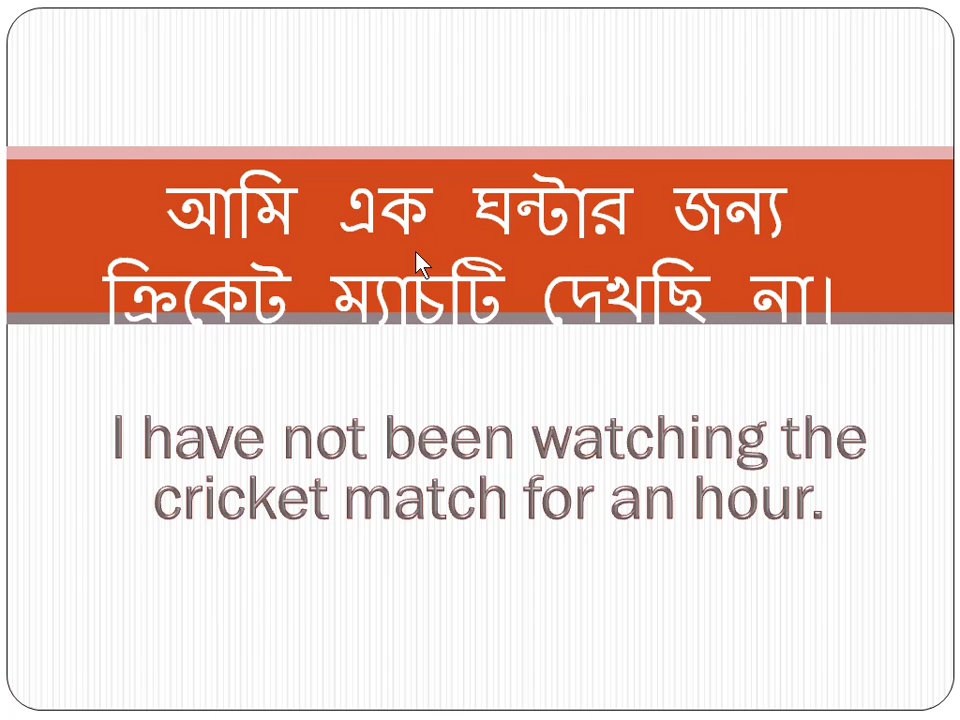 আমি এক ঘন্টার জন্য
ক্রিকেট ম্যাচটি দেখছি না।
I have not been watching the
cricket match for an hour.